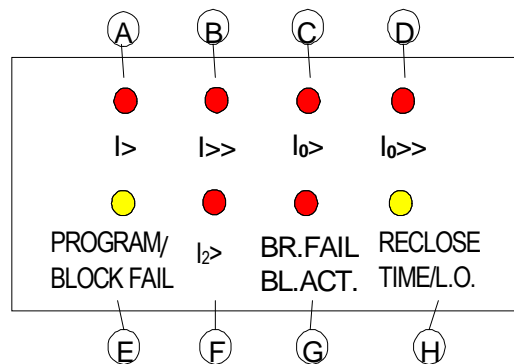 A B C D
I> I>> I₀> I₀>>
PROGRAM/
BLOCK FAIL
I₂>
BR.FAIL
BL.ACT.
RECLOSE
TIME/L.O.
E F G H